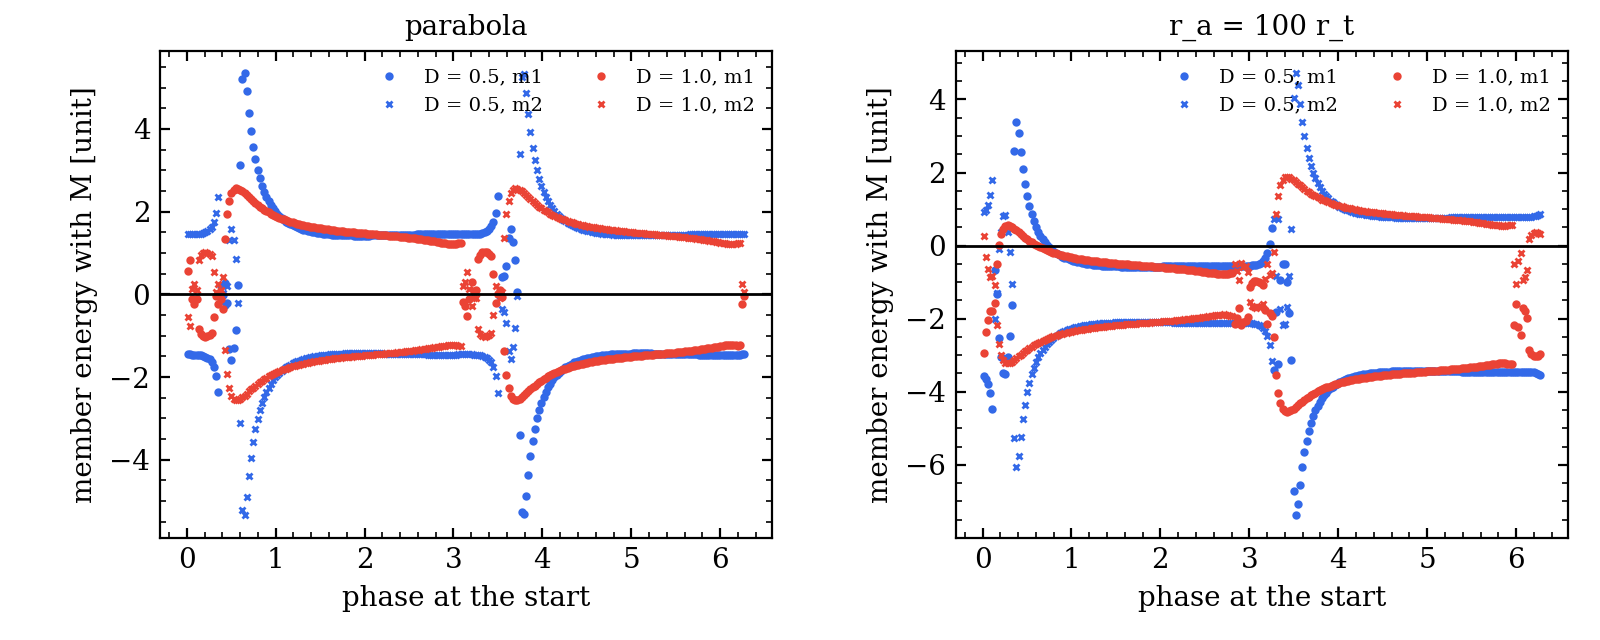 parabola
D = 0.5, m1
D = 0.5, m2
D = 1.0, m1
D = 1.0, m2
member energy with M [unit]
4
2
0
−2
−4
0 1 2 3 4 5 6
phase at the start
r_a = 100 r_t
D = 0.5, m1
D = 0.5, m2
D = 1.0, m1
D = 1.0, m2
member energy with M [unit]
4
2
0
−2
−4
−6
0 1 2 3 4 5 6
phase at the start